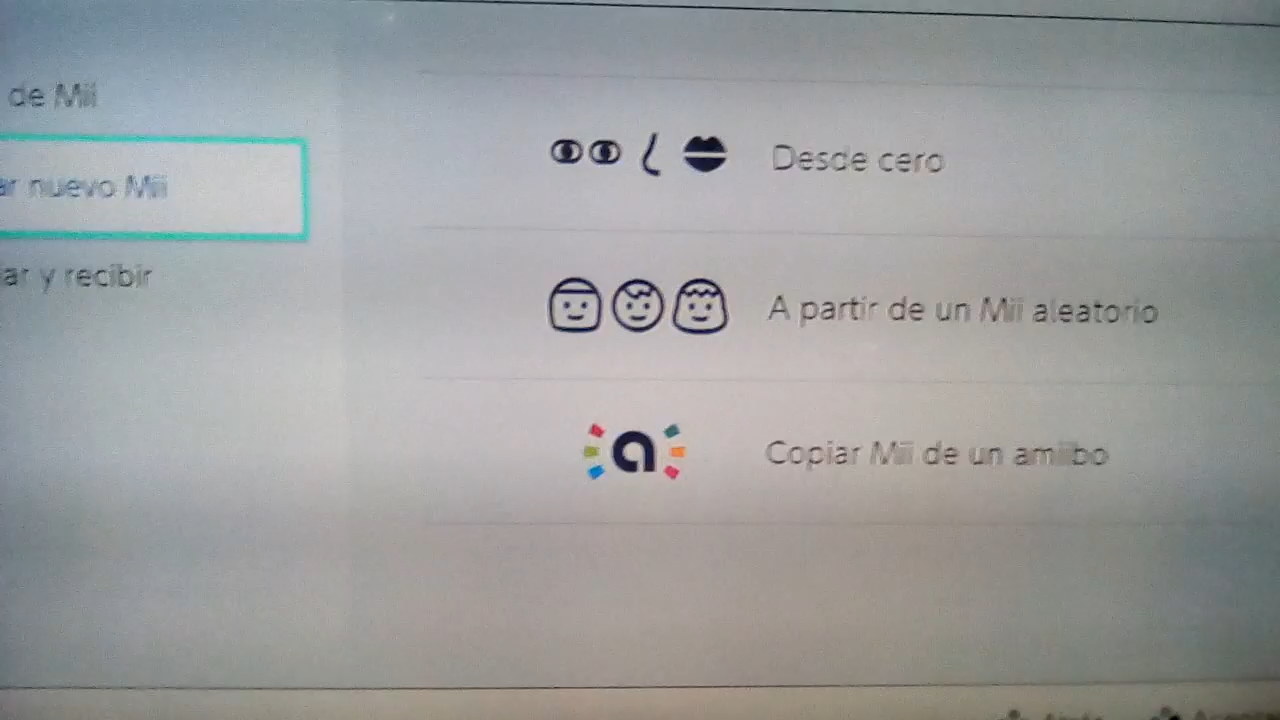 de Mii
ar nuevo Mii
ar y recibir
Desde cero
A partir de un Mii aleatorio
Copiar Mii de un amiibo